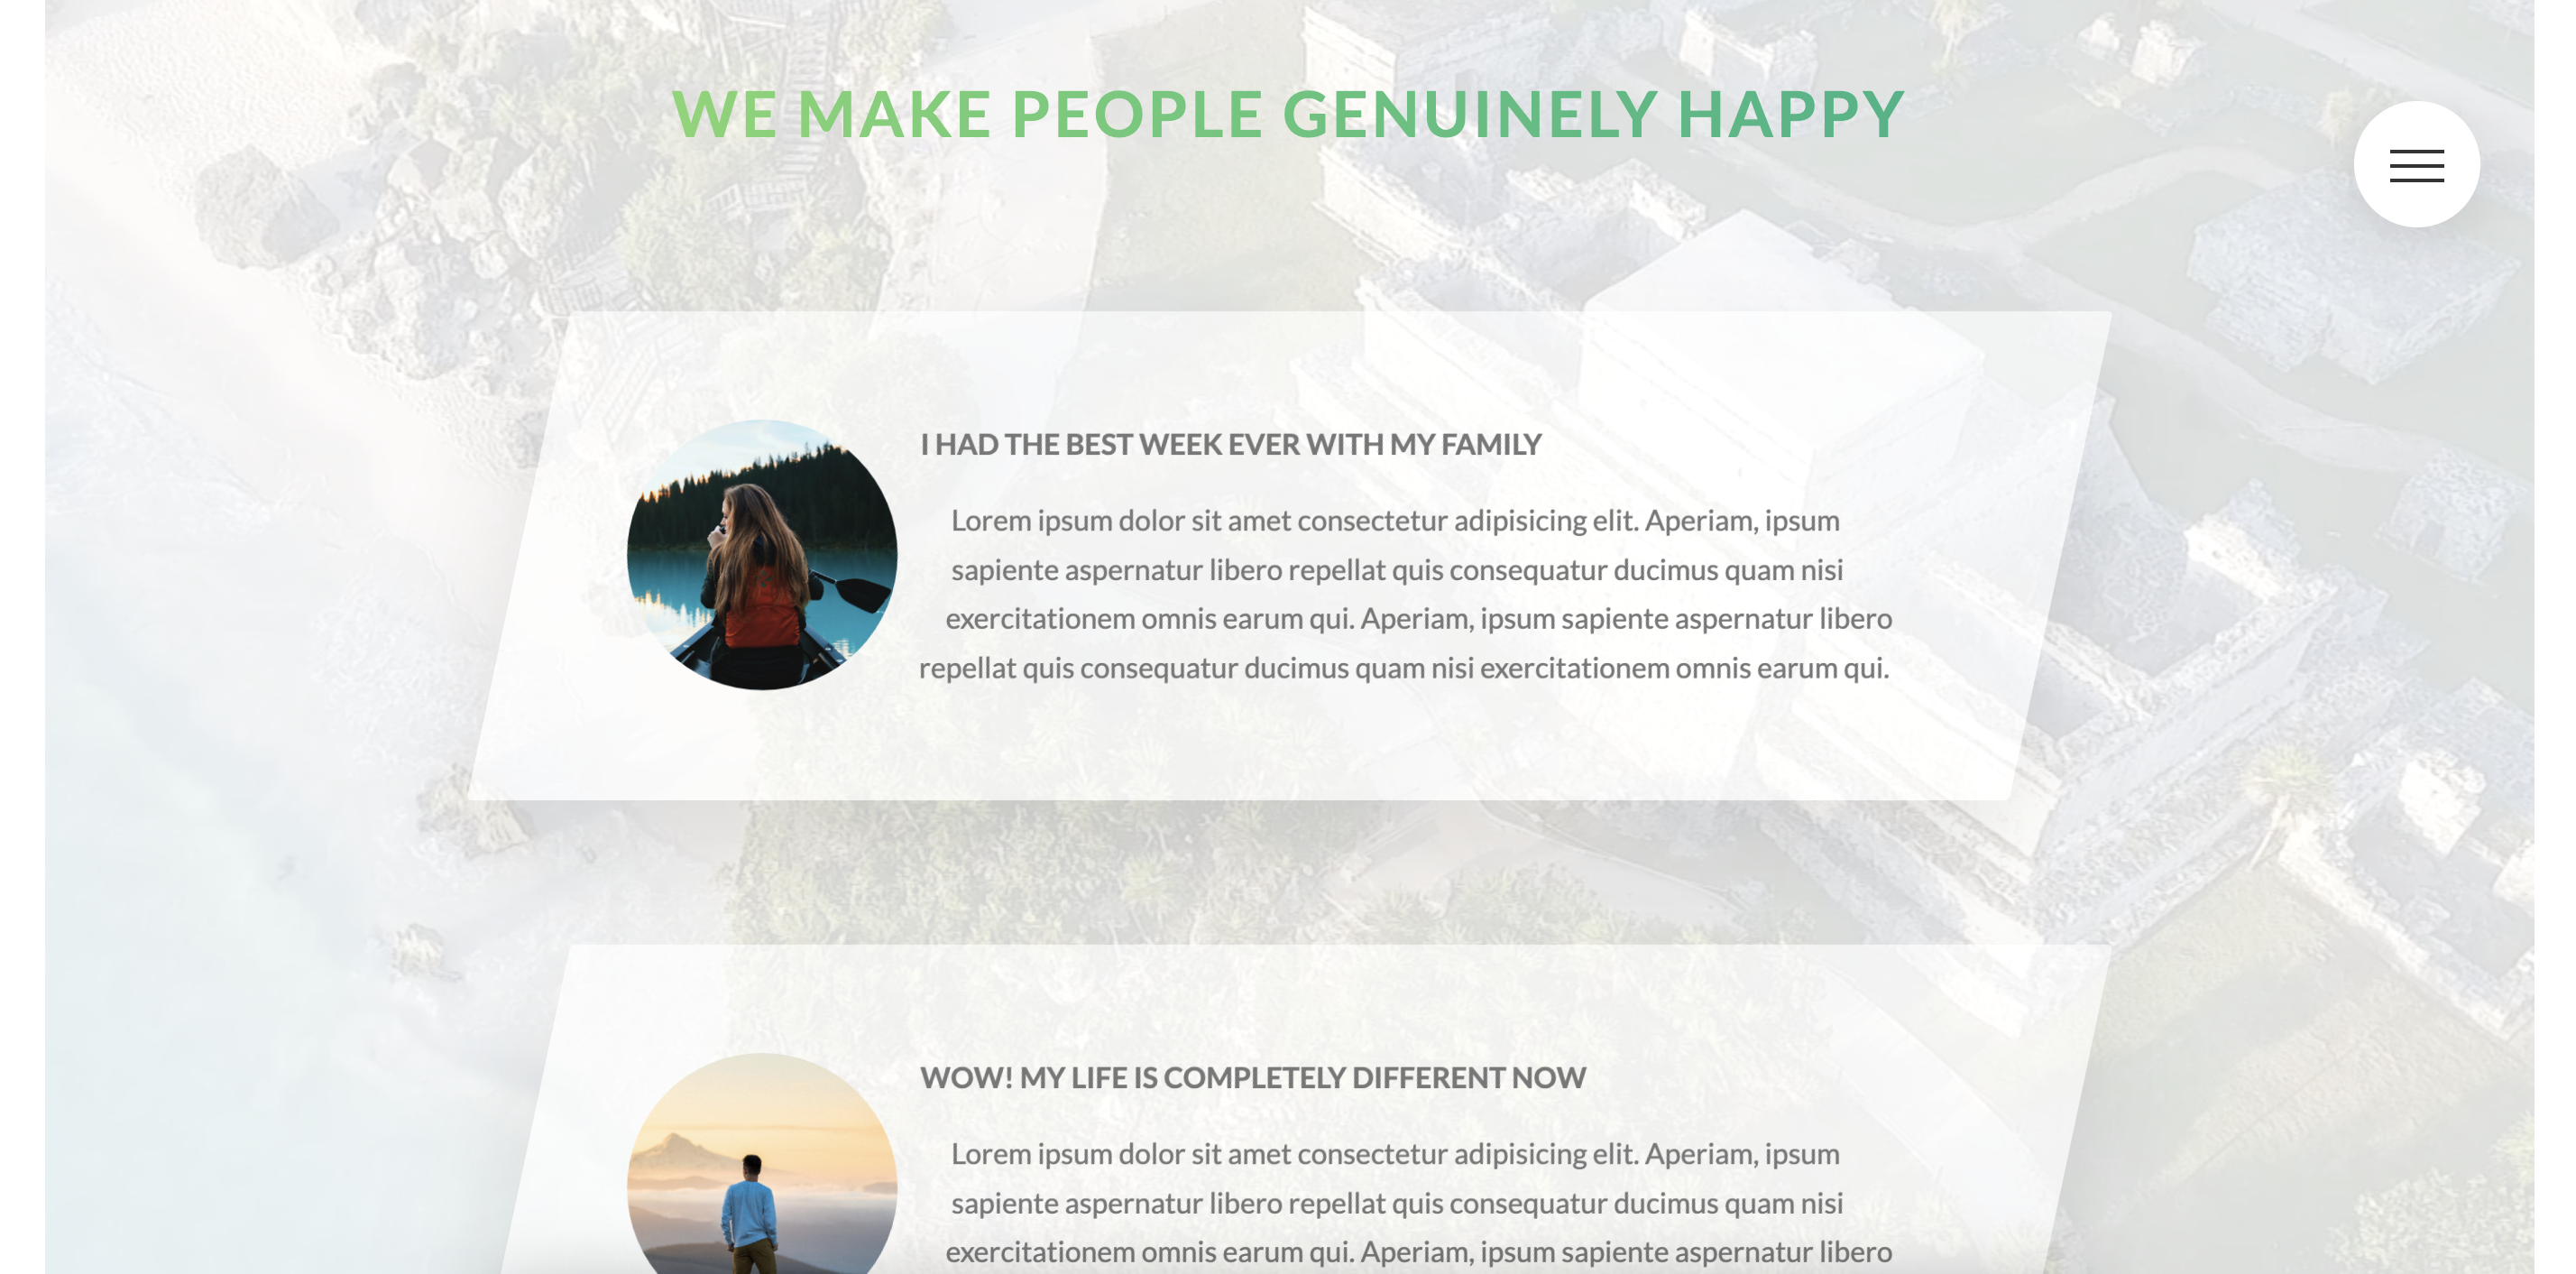 WE MAKE PEOPLE GENUINELY HAPPY
I HAD THE BEST WEEK EVER WITH MY FAMILY
Lorem ipsum dolor sit amet consectetur adipisicing elit. Aperiam, ipsum
sapiente aspernatur libero repellat quis consequatur ducimus quam nisi
exercitationem omnis earum qui. Aperiam, ipsum sapiente aspernatur libero
repellat quis consequatur ducimus quam nisi exercitationem omnis earum qui.
WOW! MY LIFE IS COMPLETELY DIFFERENT NOW
Lorem ipsum dolor sit amet consectetur adipisicing elit. Aperiam, ipsum
sapiente aspernatur libero repellat quis consequatur ducimus quam nisi
exercitationem omnis earum qui. Aperiam, ipsum sapiente aspernatur libero